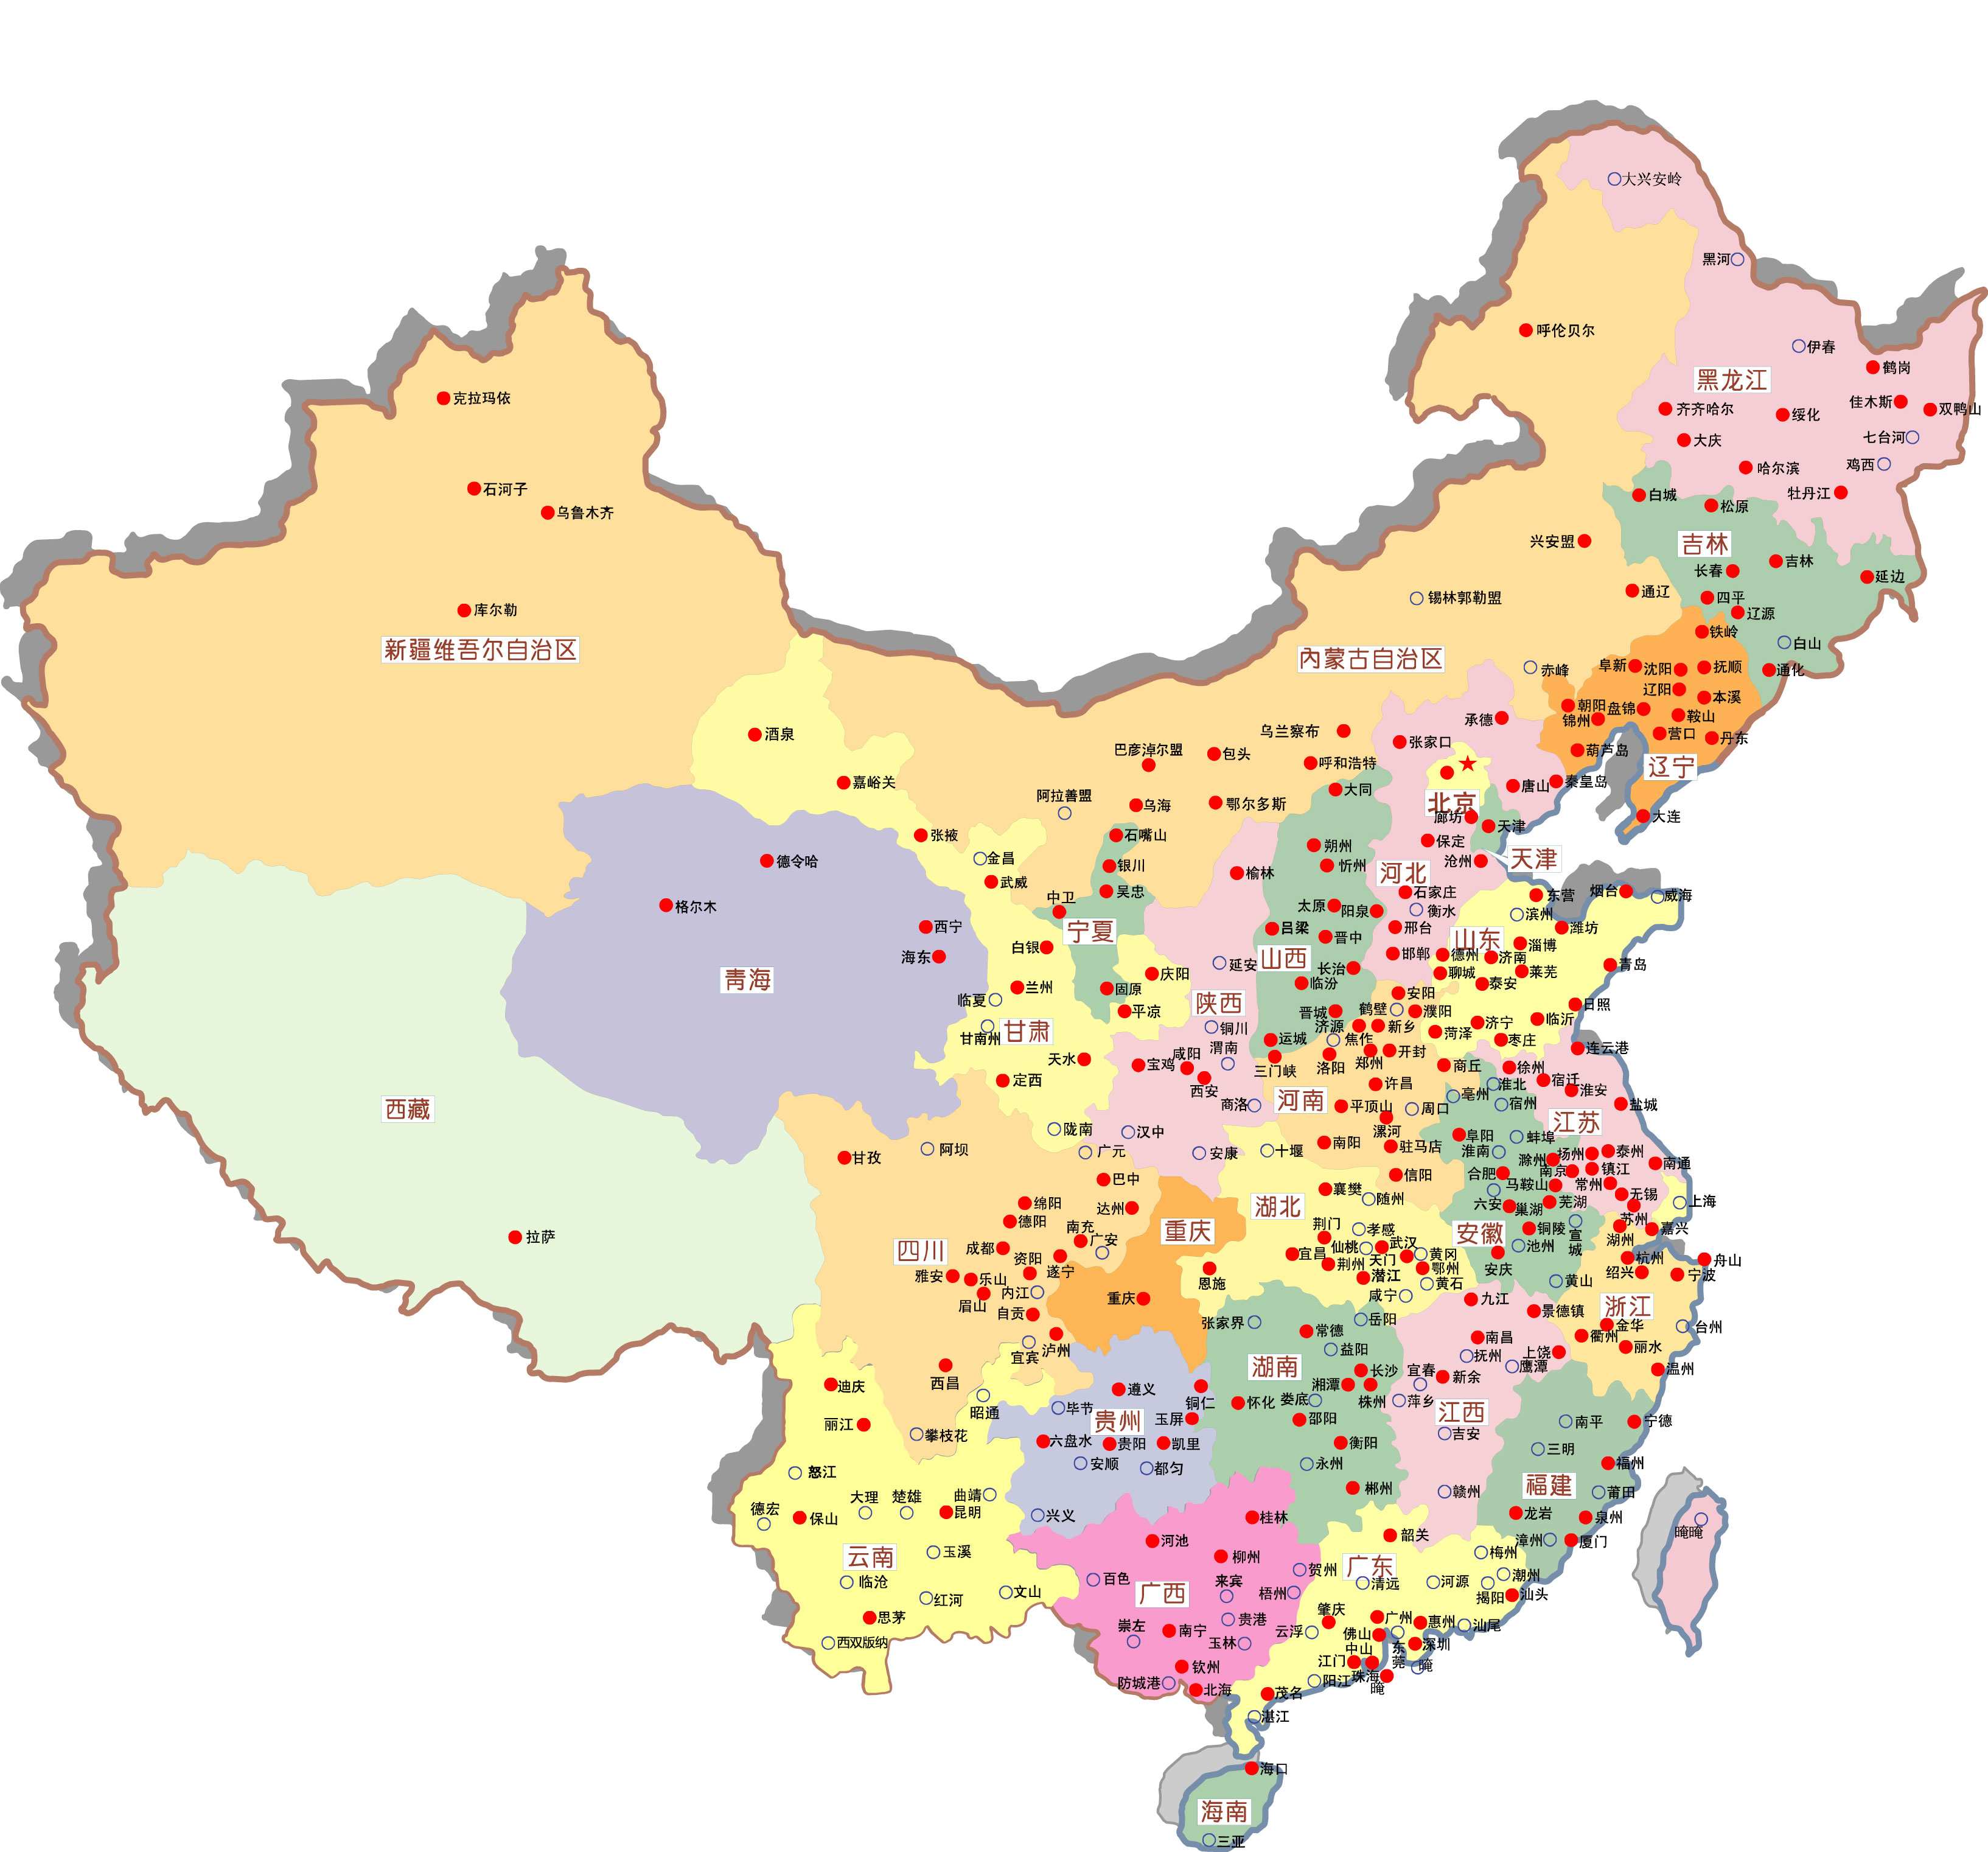 大兴安岭
黑河
呼伦贝尔
伊春
鹤岗
黑龙江
克拉玛依
齐齐哈尔
绥化
佳木斯
双鸭山
大庆
七台河
哈尔滨
鸡西
石河子
白城
牡丹江
松原
乌鲁木齐
兴安盟
吉林
吉林
长春
延边
通辽
锡林郭勒盟
四平
库尔勒
辽源
铁岭
白山
新疆维吾尔自治区
内蒙古自治区
赤峰
阜新
沈阳
抚顺
通化
辽阳
本溪
朝阳
盘锦
锦州
鞍山
承德
酒泉
乌兰察布
张家口
营口
丹东
巴彦淖尔盟
包头
葫芦岛
呼和浩特
辽宁
嘉峪关
唐山
秦皇岛
大同
阿拉善盟
乌海
鄂尔多斯
北京
廊坊
大连
天津
张掖
石嘴山
朔州
保定
金昌
德令哈
银川
忻州
沧州
天津
榆林
河北
武威
吴忠
石家庄
东营
烟台
威海
中卫
格尔木
太原
阳泉
衡水
滨州
西宁
宁夏
吕梁
邢台
潍坊
晋中
山东
淄博
白银
海东
山西
邯郸
德州
济南
延安
长治
聊城
莱芜
青岛
青海
庆阳
临汾
泰安
兰州
固原
安阳
临夏
陕西
鹤壁
日照
平凉
晋城
濮阳
济宁
临沂
甘南州
甘肃
铜川
济源
新乡
菏泽
运城
焦作
枣庄
渭南
咸阳
连云港
天水
宝鸡
三门峡
洛阳
郑州
开封
商丘
徐州
定西
西安
许昌
淮北
宿迁
淮安
亳州
西藏
商洛
河南
平顶山
周口
宿州
盐城
江苏
陇南
汉中
漯河
阜阳
蚌埠
阿坝
广元
安康
十堰
南阳
驻马店
淮南
扬州
泰州
甘孜
滁州
南通
巴中
信阳
合肥
南京
镇江
马鞍山
常州
襄樊
随州
无锡
绵阳
达州
湖北
六安
巢湖
芜湖
上海
德阳
荆门
孝感
安徽
铜陵
宣城
苏州
嘉兴
南充
重庆
广安
仙桃
武汉
池州
湖州
四川
成都
资阳
宜昌
荆州
天门
黄冈
杭州
舟山
雅安
乐山
遂宁
恩施
潜江
鄂州
安庆
绍兴
宁波
内江
黄石
黄山
眉山
重庆
咸宁
九江
浙江
自贡
张家界
岳阳
景德镇
金华
台州
常德
南昌
衢州
宜宾
泸州
益阳
抚州
上饶
丽水
湖南
长沙
宜春
鹰潭
温州
西昌
迪庆
遵义
湘潭
新余
铜仁
怀化
娄底
株州
萍乡
昭通
毕节
贵州
玉屏
邵阳
江西
丽江
南平
宁德
攀枝花
六盘水
贵阳
凯里
衡阳
吉安
三明
安顺
都匀
永州
福州
怒江
福建
郴州
赣州
莆田
大理
楚雄
曲靖
德宏
保山
昆明
兴义
桂林
龙岩
泉州
唵唵
河池
韶关
漳州
厦门
玉溪
云南
柳州
广东
梅州
贺州
临沧
百色
来宾
清远
河源
潮州
广西
红河
文山
梧州
揭阳
汕头
肇庆
思茅
贵港
广州
惠州
汕尾
崇左
南宁
云浮
佛山
西双版纳
玉林
中山
东莞
深圳
江门
唵
钦州
珠海
防城港
北海
阳江
唵
茂名
湛江
海口
海南
三亚